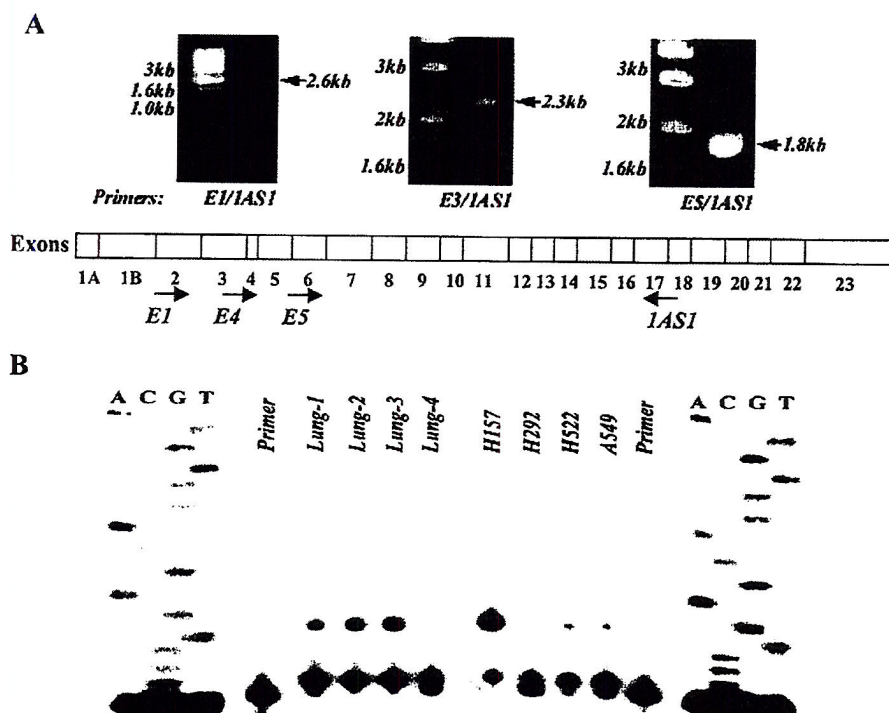 A
3kb
1.6kb
1.0kb
2.6kb
3kb
2kb
1.6kb
2.3kb
3kb
2kb
1.6kb
1.8kb
Primers: E1/1AS1 E3/1AS1 E5/1AS1
Exons
1A 1B 2 3 4 5 6 7 8 9 10 11 12 13 14 15 16 17 18 19 20 21 22 23
E1 E4 E5 1AS1
B
A C G T Primer Lung-1 Lung-2 Lung-3 Lung-4 H157 H292 H522 A549 Primer A C G T